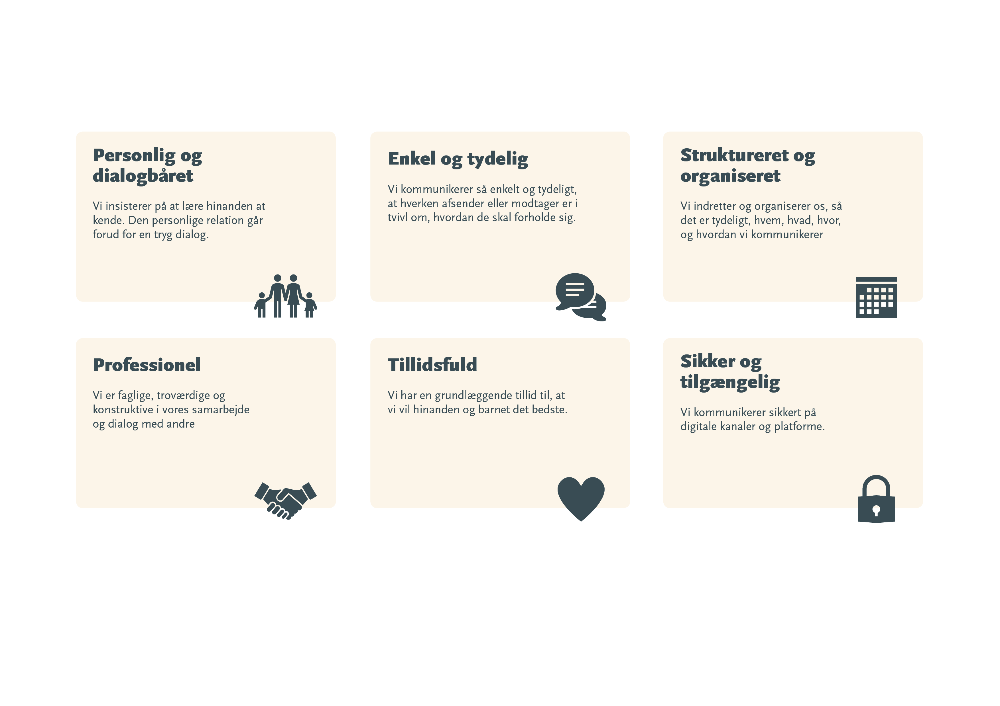 Personlig og
dialogbåret
Vi insisterer på at lære hinanden at
kende. Den personlige relation går
forud for en tryg dialog.
Enkel og tydelig
Vi kommunikerer så enkelt og tydeligt,
at hverken afsender eller modtager er i
tvivl om, hvordan de skal forholde sig.
Struktureret og
organiseret
Vi indretter og organiserer os, så
det er tydeligt, hvem, hvad, hvor,
og hvordan vi kommunikerer
Professionel
Vi er faglige, troværdige og
konstruktive i vores samarbejde
og dialog med andre
Tillidsfuld
Vi har en grundlæggende tillid til, at
vi vil hinanden og barnet det bedste.
Sikker og
tilgængelig
Vi kommunikerer sikkert på
digitale kanaler og platforme.